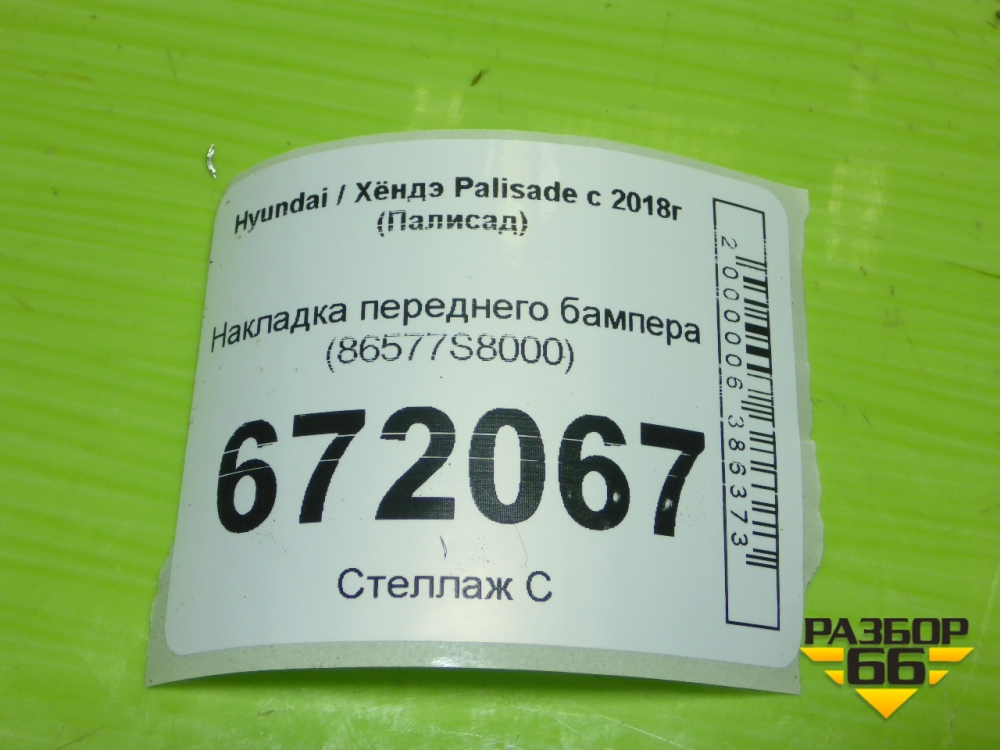 Hyundai / Хёндэ Palisade с 2018г
(Палисад)
Накладка переднего бампера
(86577S8000)
672067
Стеллаж С
2000006386373
РАЗБОР
66